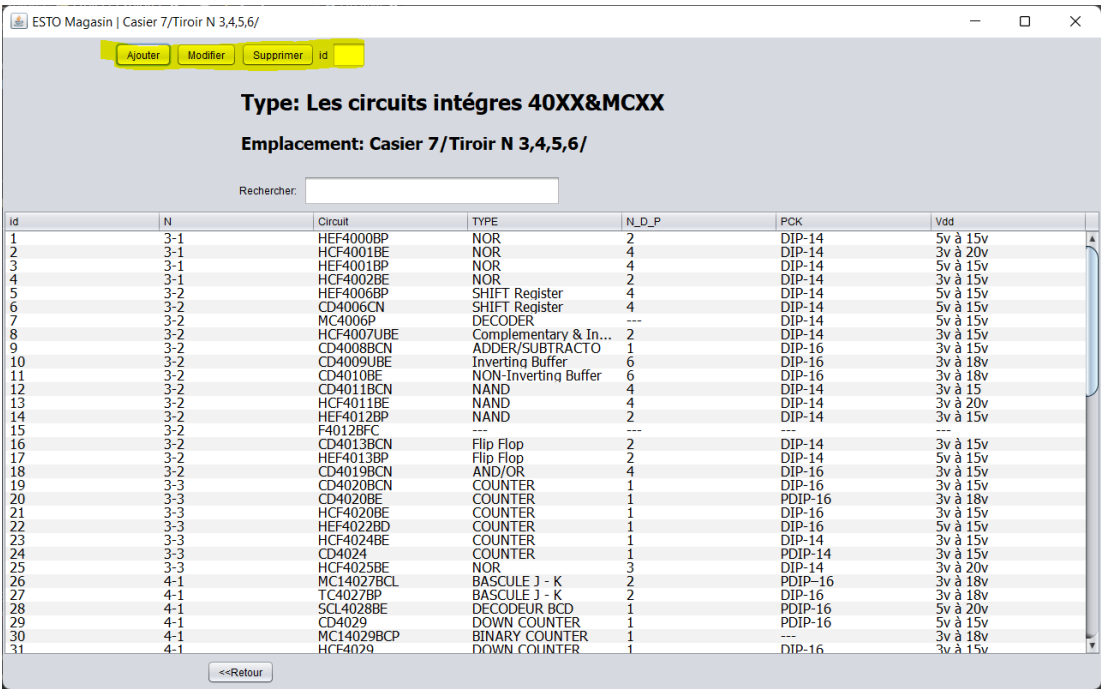 ESTO Magasin | Casier 7/Tiroir N 3,4,5,6/
Ajouter Modifier Supprimer id
Type: Les circuits intégres 40XX&MCXX
Emplacement: Casier 7/Tiroir N 3,4,5,6/
Rechercher:
id N Circuit TYPE N_D_P PCK Vdd
1 3-1 HEF4000BP NOR 2 DIP-14 5v à 15v
2 3-1 HCF4001BE NOR 4 DIP-14 3v à 20v
3 3-1 HEF4001BP NOR 4 DIP-14 5v à 15v
4 3-1 HCF4002BE NOR 2 DIP-14 3v à 15v
5 3-2 HEF4006BP SHIFT Register 4 DIP-14 5v à 15v
6 3-2 CD4006CN SHIFT Register 4 DIP-14 5v à 15v
7 3-2 MC4006P DECODER --- DIP-14 5v à 15v
8 3-2 HCF4007UBE Complementary & In... 2 DIP-14 3v à 15v
9 3-2 CD4008BCN ADDER/SUBTRACTO 1 DIP-16 3v à 15v
10 3-2 CD4009UBE Inverting Buffer 6 DIP-16 3v à 18v
11 3-2 CD4010BE NON-Inverting Buffer 6 DIP-16 3v à 18v
12 3-2 CD4011BCN NAND 4 DIP-14 3v à 15
13 3-2 HCF4011BE NAND 4 DIP-14 3v à 20v
14 3-2 HEF4012BP NAND 2 DIP-14 3v à 15v
15 3-2 F4012BFC --- --- --- ---
16 3-2 CD4013BCN Flip Flop 2 DIP-14 3v à 15v
17 3-2 HEF4013BP Flip Flop 2 DIP-14 5v à 15v
18 3-2 CD4019BCN AND/OR 4 DIP-16 3v à 15v
19 3-3 CD4020BCN COUNTER 1 DIP-16 3v à 15v
20 3-3 CD4020BE COUNTER 1 PDIP-16 3v à 18v
21 3-3 HCF4020BE COUNTER 1 DIP-16 3v à 15v
22 3-3 HEF4022BD COUNTER 1 DIP-16 5v à 15v
23 3-3 HCF4024BE COUNTER 1 DIP-14 3v à 15v
24 3-3 CD4024 COUNTER 1 PDIP-14 3v à 15v
25 3-3 HCF4025BE NOR 3 DIP-14 3v à 20v
26 4-1 MC14027BCL BASCULE J - K 2 PDIP–16 3v à 18v
27 4-1 TC4027BP BASCULE J - K 2 DIP-16 3v à 18v
28 4-1 SCL4028BE DECODEUR BCD 1 PDIP-16 5v à 20v
29 4-1 CD4029 DOWN COUNTER 1 PDIP-16 5v à 15v
30 4-1 MC14029BCP BINARY COUNTER 1 --- 3v à 18v
31 4-1 HCF4029 DOWN COUNTER 1 DIP-16 3v à 15v
<<Retour